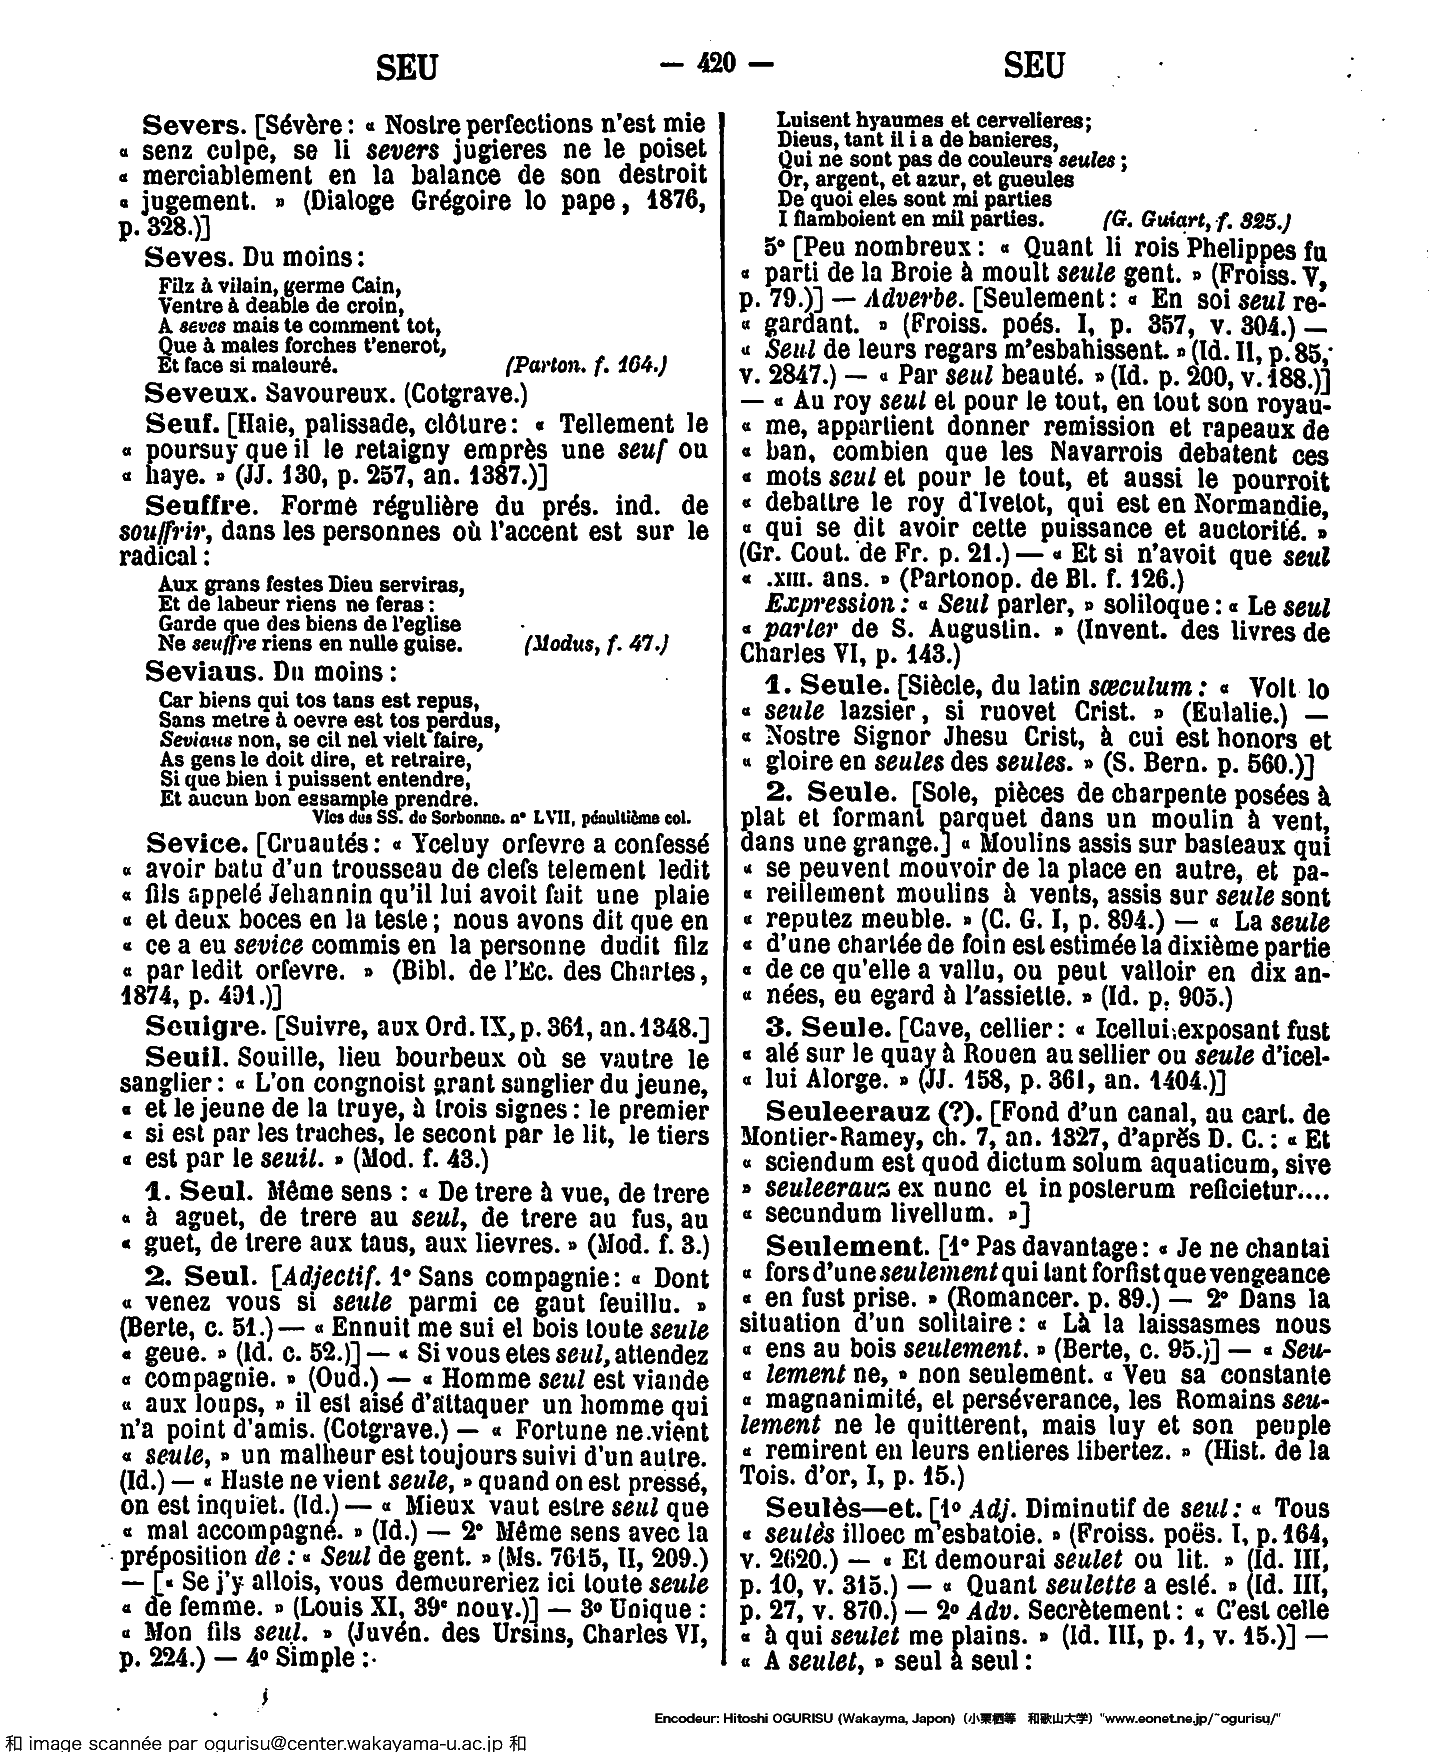 SEU
— 420 —
SEU
Severs. [Sévère : « Nostre perfections n'est mie
« senz culpe, se li severs jugieres ne le poiset
« merciablement en la balance de son destroit
« jugement. » (Dialoge Grégoire lo pape, 1876,
p. 328.)]
Seves. Du moins :
Filz à vilain, germe Cain,
Ventre à deable de croin,
A seves mais te comment tot,
Que à males forches t'enerot,
Et face si maleuré. (Parton. f. 164.)
Seveux. Savoureux. (Cotgrave.)
Seuf. [Haie, palissade, clôture : « Tellement le
« poursuy que il le retaigny emprès une seuf ou
« haye. » (JJ. 130, p. 257, an. 1387.)]
Seuffre. Forme régulière du prés. ind. de
souffrir, dans les personnes où l'accent est sur le
radical :
Aux grans festes Dieu serviras,
Et de labeur riens ne feras :
Garde que des biens de l'eglise
Ne seuffre riens en nulle guise. (Modus, f. 47.)
Seviaus. Du moins :
Car biens qui tos tans est repus,
Sans metre à oevre est tos perdus,
Seviaus non, se cil nel vielt faire,
As gens le doit dire, et retraire,
Si que bien i puissent entendre,
Et aucun bon essample prendre.
Vies des SS. de Sorbonne. n° LVII, pénultième col.
Sevice. [Cruautés : « Yceluy orfevre a confessé
« avoir batu d'un trousseau de clefs telement ledit
« fils appelé Jehannin qu'il lui avoit fait une plaie
« et deux boces en la teste ; nous avons dit que en
« ce a eu sevice commis en la personne dudit filz
« par ledit orfevre. » (Bibl. de l'Ec. des Chartes,
1874, p. 491.)]
Seuigre. [Suivre, aux Ord. IX, p. 361, an. 1348.]
Seuil. Souille, lieu bourbeux où se vautre le
sanglier : « L'on congnoist grant sanglier du jeune,
« et le jeune de la truye, à trois signes : le premier
« si est par les traches, le secont par le lit, le tiers
« est par le seuil. » (Mod. f. 43.)
1. Seul. Même sens : « De trere à vue, de trere
« à aguet, de trere au seul, de trere au fus, au
« guet, de trere aux taus, aux lievres. » (Mod. f. 3.)
2. Seul. [Adjectif. 1° Sans compagnie : « Dont
« venez vous si seule parmi ce gaut feuillu. »
(Berte, c. 51.) — « Ennuit me sui el bois toute seule
« geue. » (Id. c. 52.)] — « Si vous etes seul, attendez
« compagnie. » (Oud.) — « Homme seul est viande
« aux loups, » il est aisé d'attaquer un homme qui
n'a point d'amis. (Cotgrave.) — « Fortune ne vient
« seule, » un malheur est toujours suivi d'un autre.
(Id.) — « Haste ne vient seule, » quand on est pressé,
on est inquiet. (Id.) — « Mieux vaut estre seul que
« mal accompagné. » (Id.) — 2° Même sens avec la
préposition de : « Seul de gent. » (Ms. 7615, II, 209.)
— [« Se j'y allois, vous demeureriez ici toute seule
« de femme. » (Louis XI, 39e nouv.)] — 3° Unique :
« Mon fils seul. » (Juvén. des Ursins, Charles VI,
p. 224.) — 4° Simple :
Luisent hyaumes et cervelieres ;
Dieus, tant il i a de banieres,
Qui ne sont pas de couleurs seules ;
Or, argent, et azur, et gueules
De quoi eles sont mi parties
I flamboient en mil parties. (G. Guiart, f. 325.)
5° [Peu nombreux : « Quant li rois Phelippes fu
« parti de la Broie à moult seule gent. » (Froiss. V,
p. 79.)] — Adverbe. [Seulement : « En soi seul re-
« gardant. » (Froiss. poés. I, p. 357, v. 304.) —
« Seul de leurs regars m'esbahissent. » (Id. II, p. 85,
v. 2847.) — « Par seul beauté. » (Id. p. 200, v. 188.)]
— « Au roy seul et pour le tout, en tout son royau-
« me, appartient donner remission et rapeaux de
« ban, combien que les Navarrois debatent ces
« mots seul et pour le tout, et aussi le pourroit
« debattre le roy d'Ivetot, qui est en Normandie,
« qui se dit avoir cette puissance et auctorité. »
(Gr. Cout. de Fr. p. 21.) — « Et si n'avoit que seul
« .XIII. ans. » (Partonop. de Bl. f. 126.)
Expression : « Seul parler, » soliloque : « Le seul
« parler de S. Augustin. » (Invent. des livres de
Charles VI, p. 143.)
1. Seule. [Siècle, du latin sæculum : « Volt lo
« seule lazsier, si ruovet Crist. » (Eulalie.) —
« Nostre Signor Jhesu Crist, à cui est honors et
« gloire en seules des seules. » (S. Bern. p. 560.)]
2. Seule. [Sole, pièces de charpente posées à
plat et formant parquet dans un moulin à vent,
dans une grange.] « Moulins assis sur basteaux qui
« se peuvent mouvoir de la place en autre, et pa-
« reillement moulins à vents, assis sur seule sont
« reputez meuble. » (C. G. I, p. 894.) — « La seule
« d'une chartée de foin est estimée la dixième partie
« de ce qu'elle a vallu, ou peut valloir en dix an-
« nées, eu egard à l'assiette. » (Id. p. 905.)
3. Seule. [Cave, cellier : « Icellui exposant fust
« alé sur le quay à Rouen au sellier ou seule d'icel-
« lui Alorge. » (JJ. 158, p. 361, an. 1404.)]
Seuleerauz (?). [Fond d'un canal, au cart. de
Montier-Ramey, ch. 7, an. 1327, d'après D. C. : « Et
« sciendum est quod dictum solum aquaticum, sive
» seuleerauz ex nunc et in posterum reficietur....
« secundum livellum. »]
Seulement. [1° Pas davantage : « Je ne chantai
« fors d'une seulement qui tant forfist que vengeance
« en fust prise. » (Romancer. p. 89.) — 2° Dans la
situation d'un solitaire : « Là la laissasmes nous
« ens au bois seulement. » (Berte, c. 95.)] — « Seu-
« lement ne, » non seulement. « Veu sa constante
« magnanimité, et perséverance, les Romains seu-
lement ne le quitterent, mais luy et son peuple
« remirent en leurs entieres libertez. » (Hist. de la
Tois. d'or, I, p. 15.)
Seulès—et. [1° Adj. Diminutif de seul : « Tous
« seulès illoec m'esbatoie. » (Froiss. poës. I, p. 164,
v. 2620.) — « Et demourai seulet ou lit. » (Id. III,
p. 10, v. 315.) — « Quant seulette a esté. » (Id. III,
p. 27, v. 870.) — 2° Adv. Secrètement : « C'est celle
« à qui seulet me plains. » (Id. III, p. 1, v. 15.)] —
« A seulet, » seul à seul :
Encodeur: Hitoshi OGURISU (Wakayma, Japon) (小栗栖等 和歌山大学) "www.eonet.ne.jp/~ogurisu/"
和 image scannée par ogurisu@center.wakayama-u.ac.jp 和